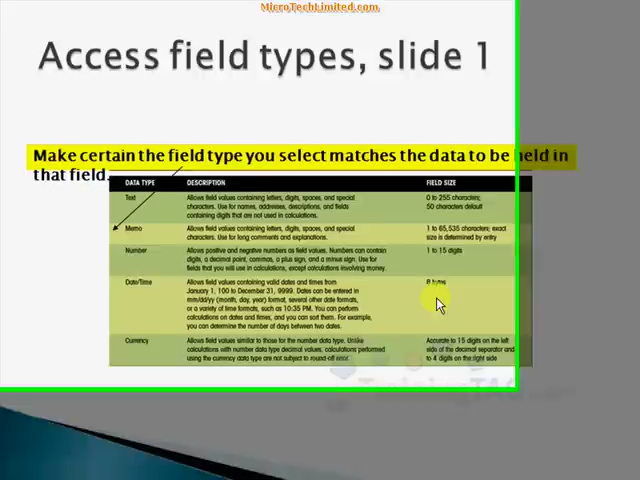 MicroTechLimited.com
Access field types, slide 1
Make certain the field type you select matches the data to be held in
that field.
DATA TYPE DESCRIPTION FIELD SIZE
Text Allows field values containing letters, digits, spaces, and special 0 to 255 characters;
characters. Use for names, addresses, descriptions, and fields 50 characters default
containing digits that are not used in calculations.
Memo Allows field values containing letters, digits, spaces, and special 1 to 65,535 characters; exact
characters. Use for long comments and explanations. size is determined by entry
Number Allows positive and negative numbers as field values. Numbers can contain 1 to 15 digits
digits, a decimal point, commas, a plus sign, and a minus sign. Use for
fields that you will use in calculations, except calculations involving money.
Date/Time Allows field values containing valid dates and times from 8 bytes
January 1, 100 to December 31, 9999. Dates can be entered in
mm/dd/yy (month, day, year) format, several other date formats,
or a variety of time formats, such as 10:35 PM. You can perform
calculations on dates and times, and you can sort them. For example,
you can determine the number of days between two dates.
Currency Allows field values similar to those for the number data type. Unlike Accurate to 15 digits on the left
calculations with number data type decimal values, calculations performed side of the decimal separator and
using the currency data type are not subject to round-off error. to 4 digits on the right side